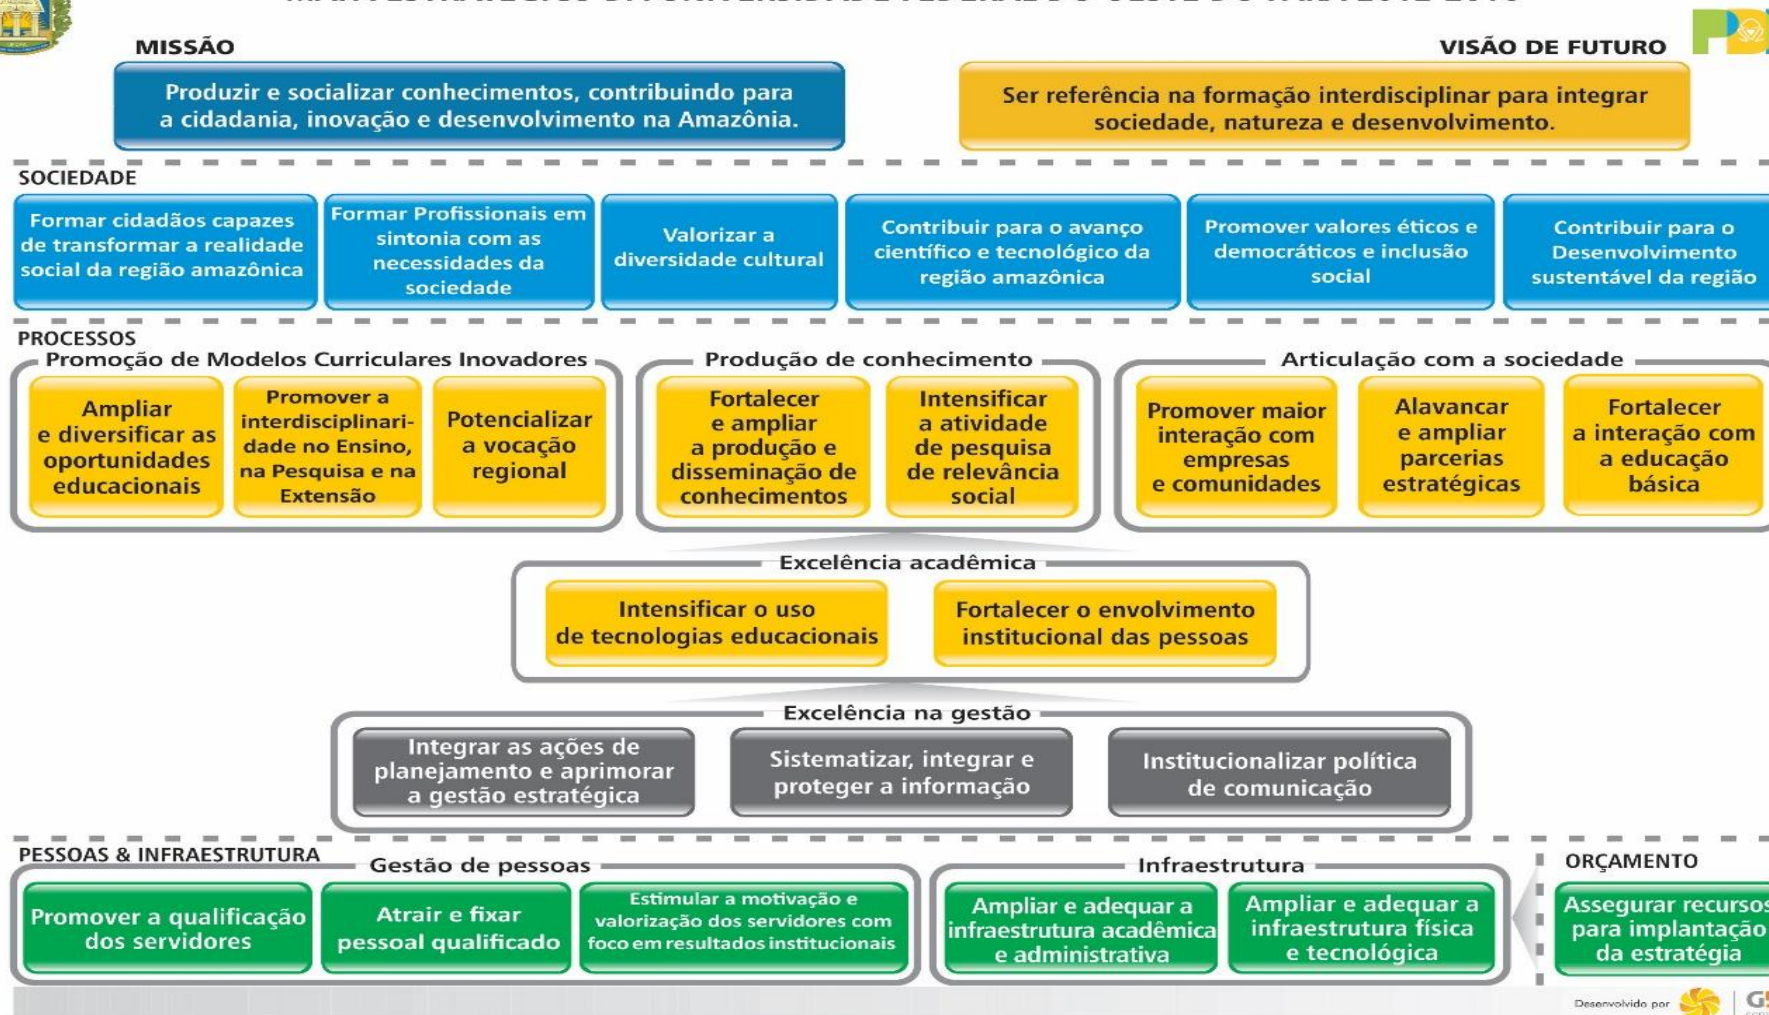 MISSÃO
VISÃO DE FUTURO
Produzir e socializar conhecimentos, contribuindo para
a cidadania, inovação e desenvolvimento na Amazônia.
Ser referência na formação interdisciplinar para integrar
sociedade, natureza e desenvolvimento.
SOCIEDADE
Formar cidadãos capazes
de transformar a realidade
social da região amazônica
Formar Profissionais em
sintonia com as
necessidades da
sociedade
Valorizar a
diversidade cultural
Contribuir para o avanço
científico e tecnológico da
região amazônica
Promover valores éticos e
democráticos e inclusão
social
Contribuir para o
Desenvolvimento
sustentável da região
PROCESSOS
Promoção de Modelos Curriculares Inovadores
Ampliar
e diversificar as
oportunidades
educacionais
Promover a
interdisciplinari-
dade no Ensino,
na Pesquisa e na
Extensão
Potencializar
a vocação
regional
Produção de conhecimento
Fortalecer
e ampliar
a produção e
disseminação de
conhecimentos
Intensificar
a atividade
de pesquisa
de relevância
social
Articulação com a sociedade
Promover maior
interação com
empresas
e comunidades
Alavancar
e ampliar
parcerias
estratégicas
Fortalecer
a interação com
a educação
básica
Excelência acadêmica
Intensificar o uso
de tecnologias educacionais
Fortalecer o envolvimento
institucional das pessoas
Excelência na gestão
Integrar as ações de
planejamento e aprimorar
a gestão estratégica
Sistematizar, integrar e
proteger a informação
Institucionalizar política
de comunicação
PESSOAS & INFRAESTRUTURA
Gestão de pessoas
Promover a qualificação
dos servidores
Atrair e fixar
pessoal qualificado
Estimular a motivação e
valorização dos servidores com
foco em resultados institucionais
Infraestrutura
Ampliar e adequar a
infraestrutura acadêmica
e administrativa
Ampliar e adequar a
infraestrutura física
e tecnológica
ORÇAMENTO
Assegurar recursos
para implantação
da estratégia
Desenvolvido por